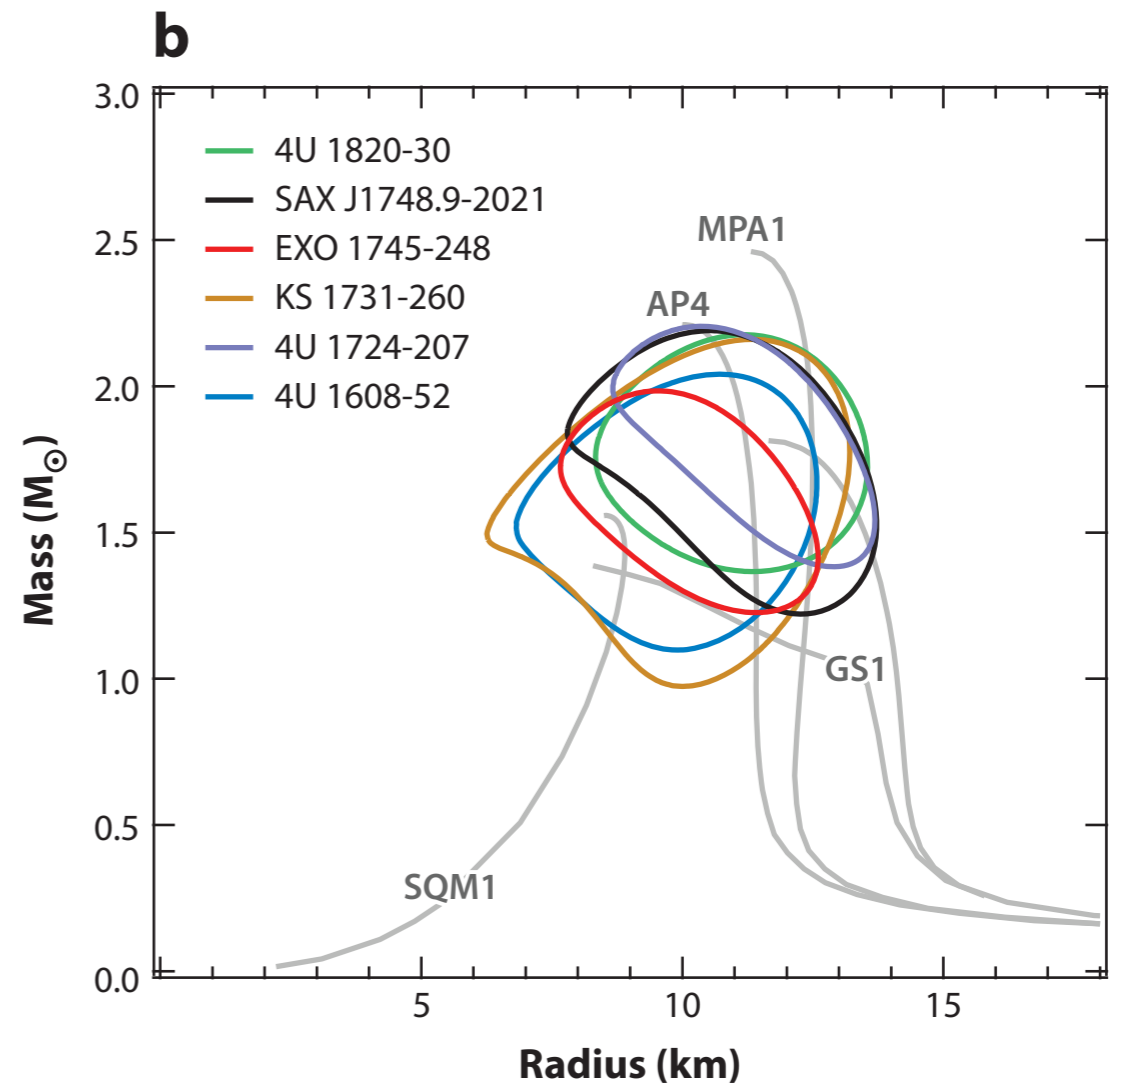 b
3.0
2.5
2.0
1.5
1.0
0.5
0.0
Mass (M☉)
4U 1820-30
SAX J1748.9-2021
EXO 1745-248
KS 1731-260
4U 1724-207
4U 1608-52
MPA1
AP4
GS1
SQM1
5 10 15
Radius (km)